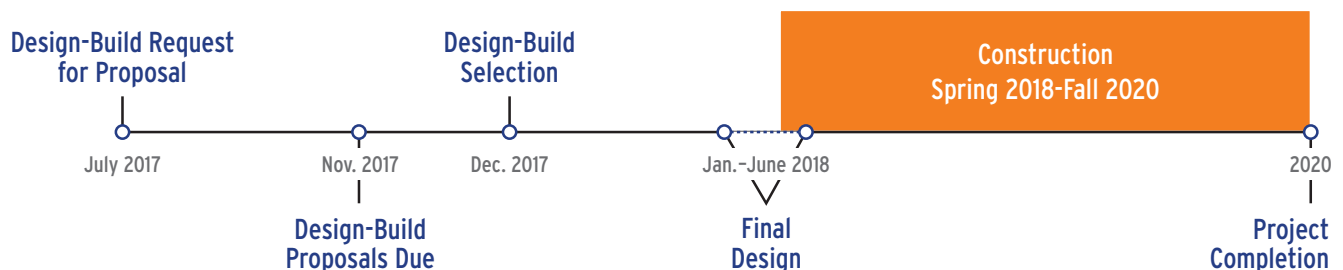 Design-Build Request
for Proposal
Design-Build
Selection
Construction
Spring 2018-Fall 2020
July 2017
Nov. 2017
Dec. 2017
Jan.–June 2018
2020
Design-Build
Proposals Due
Final
Design
Project
Completion